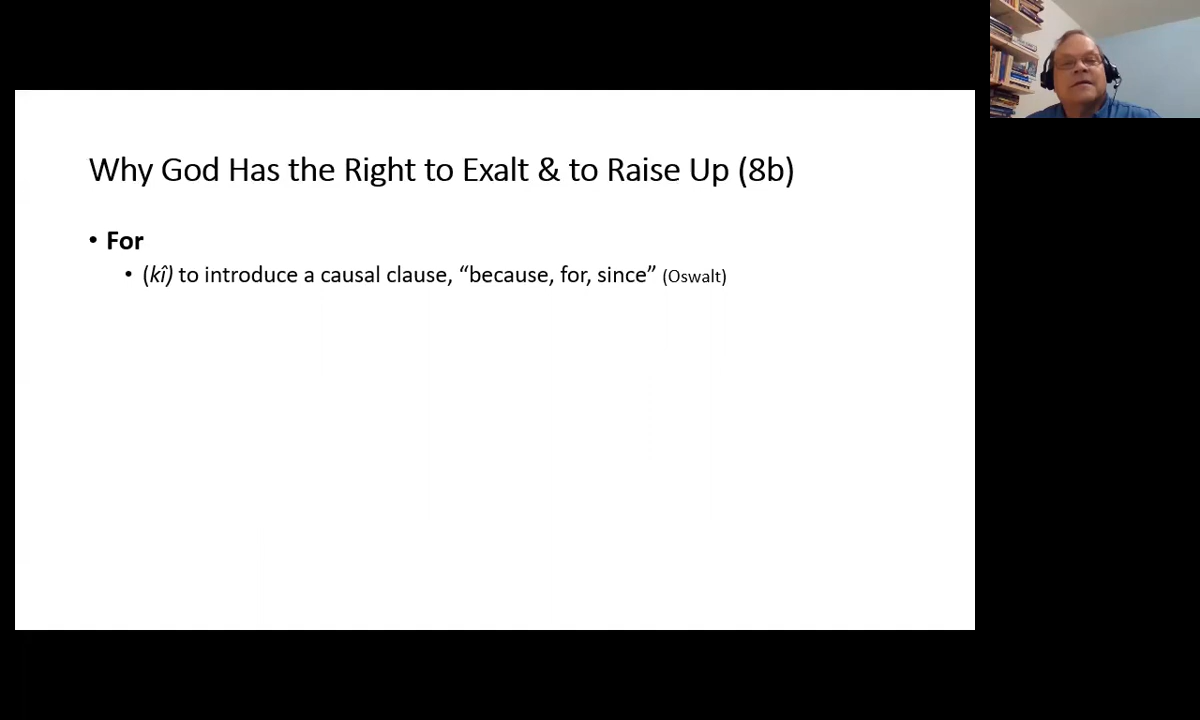 Why God Has the Right to Exalt & to Raise Up (8b)
• For
• (kî) to introduce a causal clause, “because, for, since” (Oswalt)